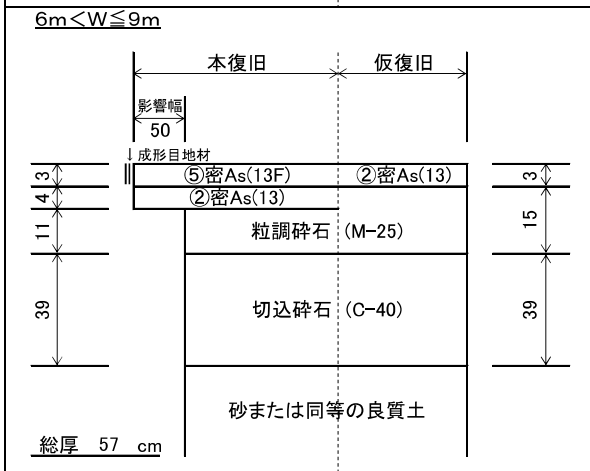 6m＜W≦9m
本復旧
仮復旧
影響幅
50
↓成形目地材
3
⑤密As(13F)
②密As(13)
3
4
②密As(13)
11
粒調砕石 (M-25)
15
39
切込砕石 (C-40)
39
砂または同等の良質土
総厚 57 cm